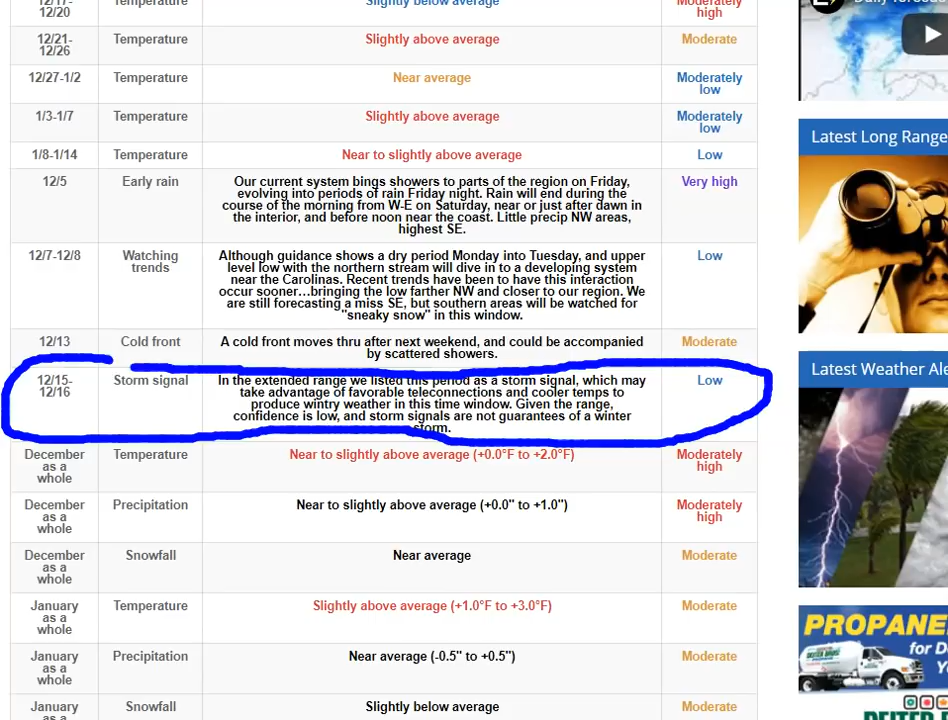 12/20
Slightly below average
Moderately
high
12/21-
12/26
Temperature
Slightly above average
Moderate
12/27-1/2
Temperature
Near average
Moderately
low
1/3-1/7
Temperature
Slightly above average
Moderately
low
1/8-1/14
Temperature
Near to slightly above average
Low
12/5
Early rain
Our current system bings showers to parts of the region on Friday,
evolving into periods of rain Friday night. Rain will end during the
course of the morning from W-E on Saturday, near or just after dawn in
the interior, and before noon near the coast. Little precip NW areas,
highest SE.
Very high
12/7-12/8
Watching
trends
Although guidance shows a dry period Monday into Tuesday, and upper
level low with the northern stream will dive in to a developing system
near the Carolinas. Recent trends have been to have this interaction
occur sooner...bringing the low farther NW and closer to our region. We
are still forecasting a miss SE, but southern areas will be watched for
"sneaky snow" in this window.
Low
12/13
Cold front
A cold front moves thru after next weekend, and could be accompanied
by scattered showers.
Moderate
12/15-
12/16
Storm signal
In the extended range we listed this period as a storm signal, which may
take advantage of favorable teleconnections and cooler temps to
produce wintry weather in this time window. Given the range,
confidence is low, and storm signals are not guarantees of a winter
storm.
Low
December
as a
whole
Temperature
Near to slightly above average (+0.0°F to +2.0°F)
Moderately
high
December
as a
whole
Precipitation
Near to slightly above average (+0.0" to +1.0")
Moderately
high
December
as a
whole
Snowfall
Near average
Moderate
January
as a
whole
Temperature
Slightly above average (+1.0°F to +3.0°F)
Moderate
January
as a
whole
Precipitation
Near average (-0.5" to +0.5")
Moderate
January
as a
Snowfall
Slightly below average
Moderate
Latest Long Range
Latest Weather Ale
PROPANE
for D